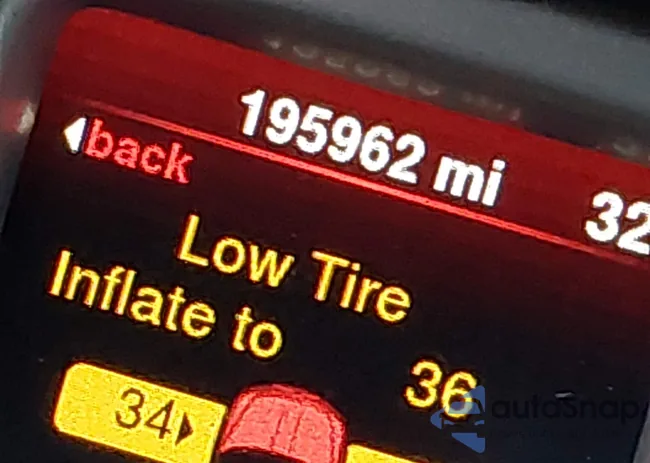 195962 mi
32
back
Low Tire
Inflate to 36
34
autoSnap